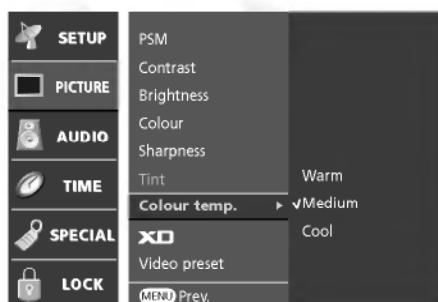 SETUP
PICTURE
AUDIO
TIME
SPECIAL
LOCK
PSM
Contrast
Brightness
Colour
Sharpness
Tint
Colour temp.
XD
Video preset
MENU Prev.
Warm
✓Medium
Cool